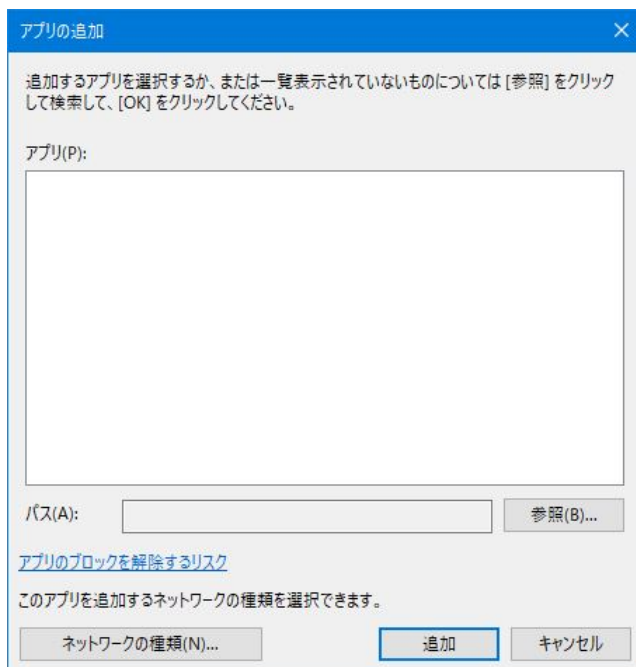 アプリの追加
追加するアプリを選択するか、または一覧表示されていないものについては [参照] をクリック
して検索して、[OK] をクリックしてください。
アプリ(P):
パス(A):
参照(B)...
アプリのブロックを解除するリスク
このアプリを追加するネットワークの種類を選択できます。
ネットワークの種類(N)...
追加
キャンセル